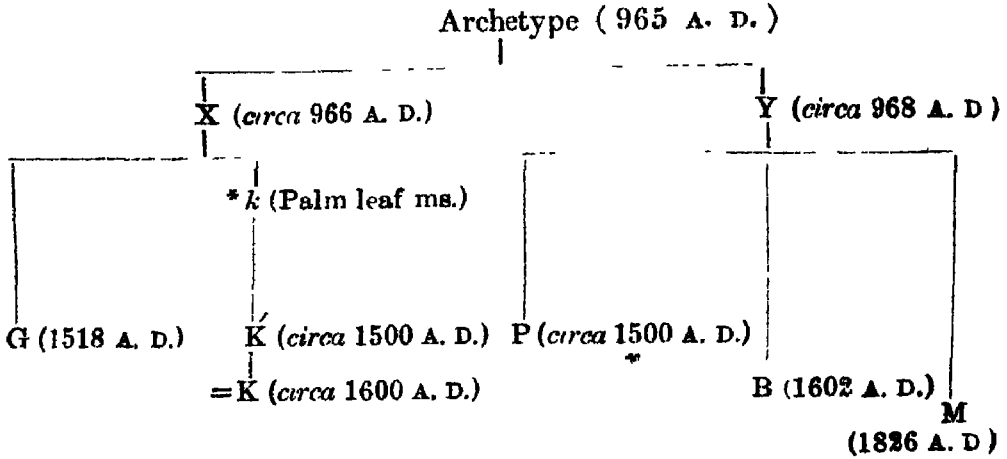 Archetype ( 965 A. D. )
X (circa 966 A. D.) Y (circa 968 A. D )
* k (Palm leaf ms.)
G (1518 A. D.) K′ (circa 1500 A. D.) P (circa 1500 A. D.)
*
=K (circa 1600 A. D.) B (1602 A. D.)
M
(1826 A. D )